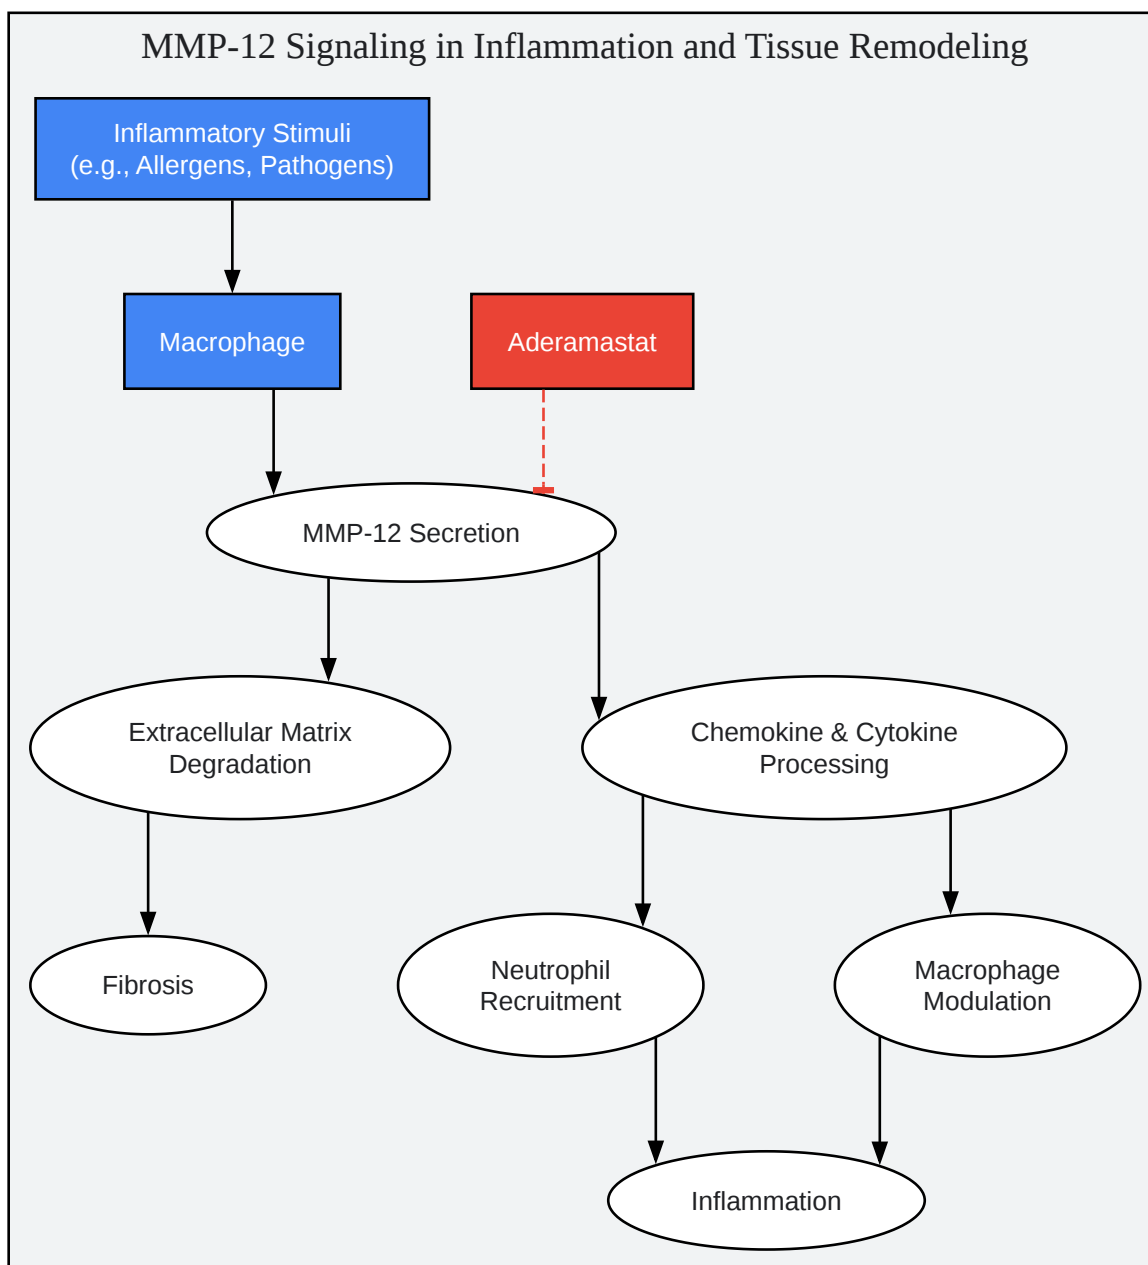 MMP-12 Signaling in Inflammation and Tissue Remodeling
Inflammatory Stimuli
(e.g., Allergens, Pathogens)
Macrophage
Aderamastat
MMP-12 Secretion
Extracellular Matrix
Degradation
Chemokine & Cytokine
Processing
Fibrosis
Neutrophil
Recruitment
Macrophage
Modulation
Inflammation